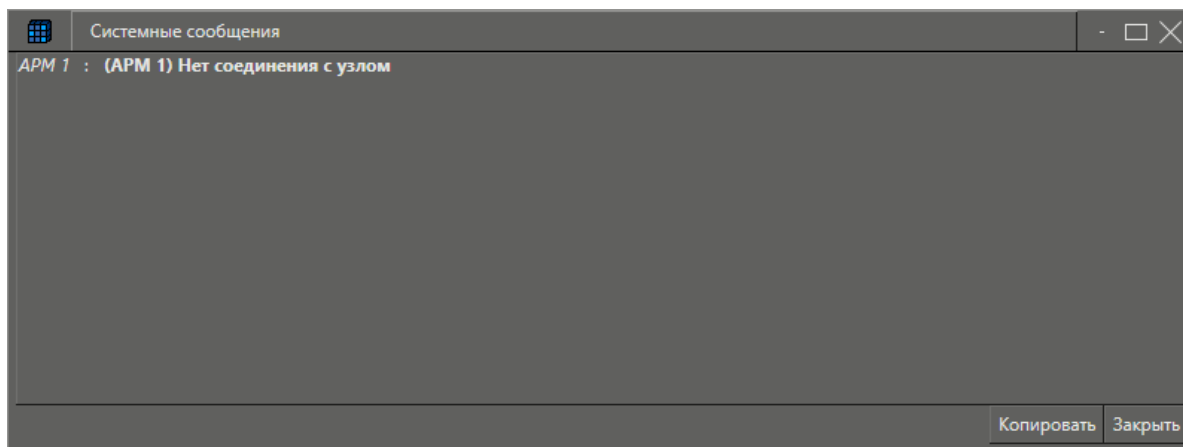 Системные сообщения
АРМ 1 : (АРМ 1) Нет соединения с узлом
Копировать Закрыть